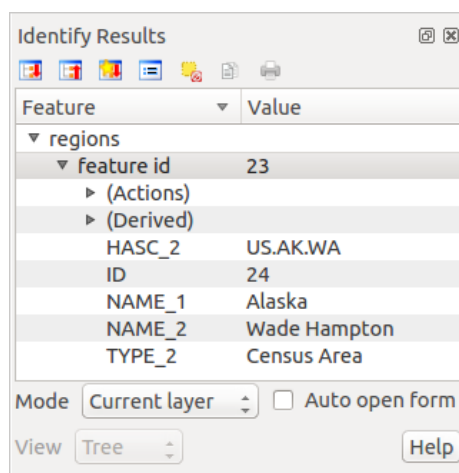 Identify Results
Feature Value
regions
feature id 23
(Actions)
(Derived)
HASC_2 US.AK.WA
ID 24
NAME_1 Alaska
NAME_2 Wade Hampton
TYPE_2 Census Area
Mode Current layer Auto open form
View Tree Help